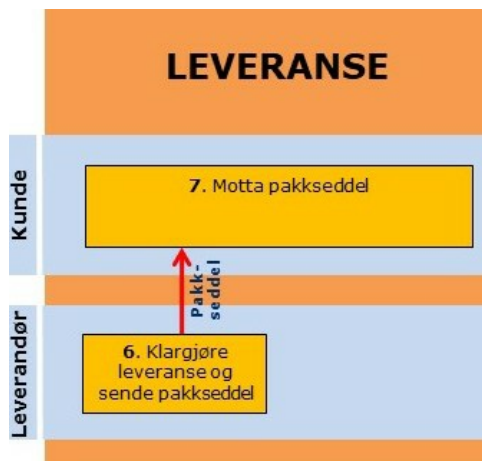 LEVERANSE
Kunde
7. Motta pakkseddel
Pakk-
seddel
Leverandør
6. Klargjøre
leveranse og
sende pakkseddel